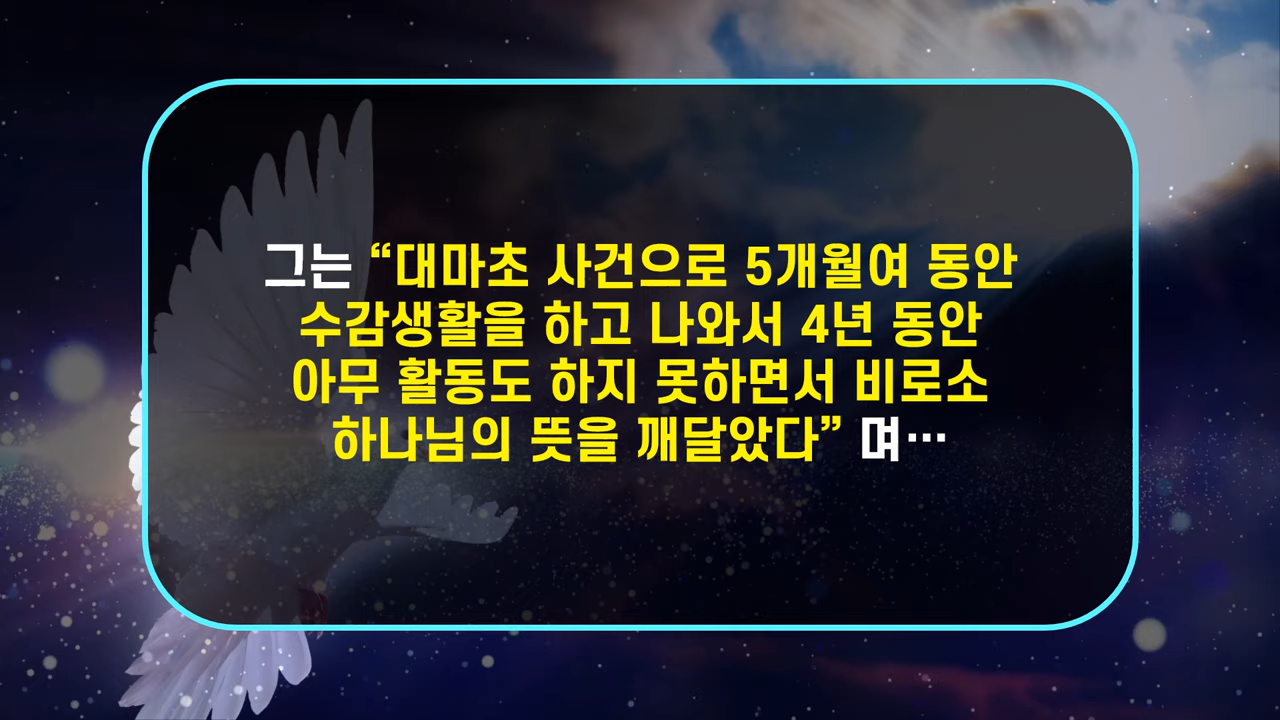 그는 “대마초 사건으로 5개월여 동안
수감생활을 하고 나와서 4년 동안
아무 활동도 하지 못하면서 비로소
하나님의 뜻을 깨달았다” 며…